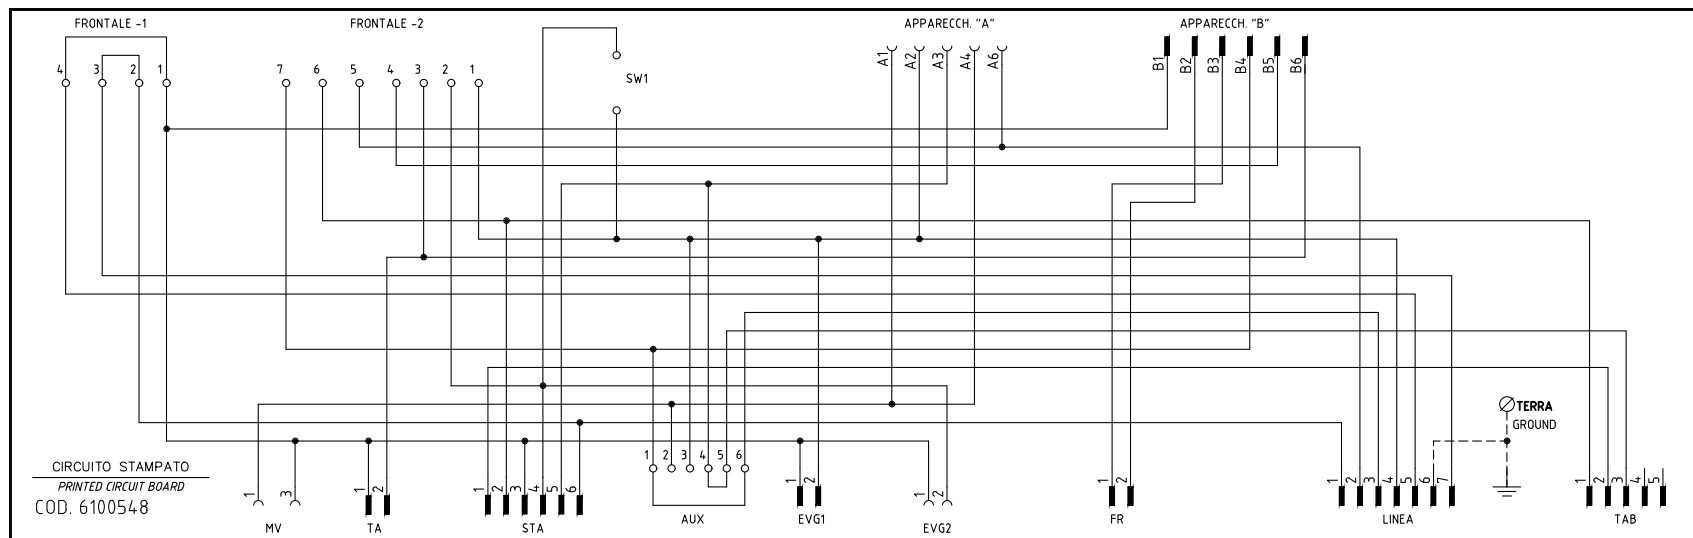 FRONTALE -1 FRONTALE -2 APPARECCH. "A" APPARECCH. "B"
4 3 2 1 7 6 5 4 3 2 1 SW1 A1 A2 A3 A4 A6 B1 B2 B3 B4 B5 B6
TERRA
GROUND
1 2 3 4 5 6
CIRCUITO STAMPATO
PRINTED CIRCUIT BOARD
COD. 6100548
1 3 1 2 1 2 3 4 5 6 1 2 1 2 1 2 1 2 3 4 5 6 7 1 2 3 4 5
MV TA STA AUX EVG1 EVG2 FR LINEA TAB